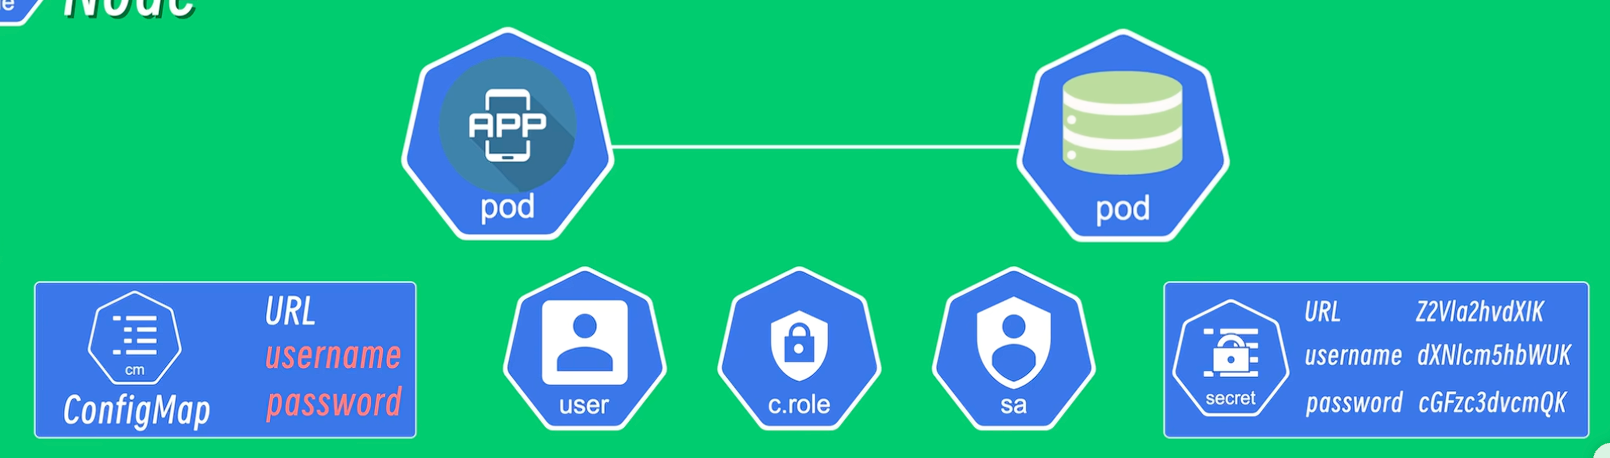 Node
APP
pod
pod
cm
ConfigMap
URL
username
password
user
c.role
sa
secret
URL Z2Vla2hvdXIK
username dXNlcm5hbWUK
password cGFzc3dvcmQK